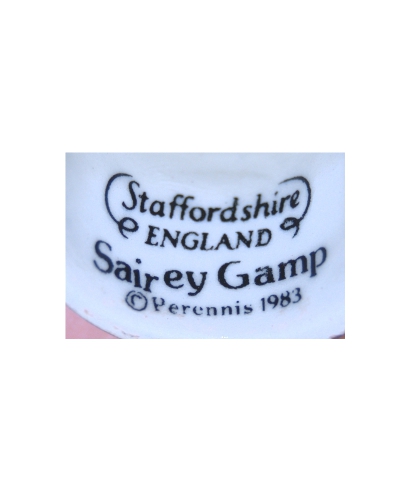 Staffordshire
ENGLAND
Sairey Gamp
© Perennis 1983